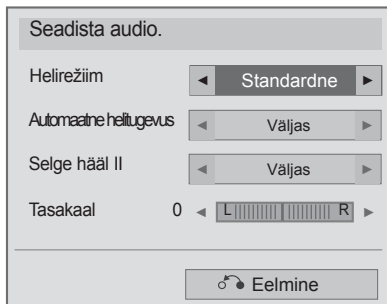 Seadista audio.
Helirežiim ◄ Standardne ►
Automaatne helitugevus ◄ Väljas ►
Selge hääl II ◄ Väljas ►
Tasakaal 0 ◄ L R ►
Eelmine